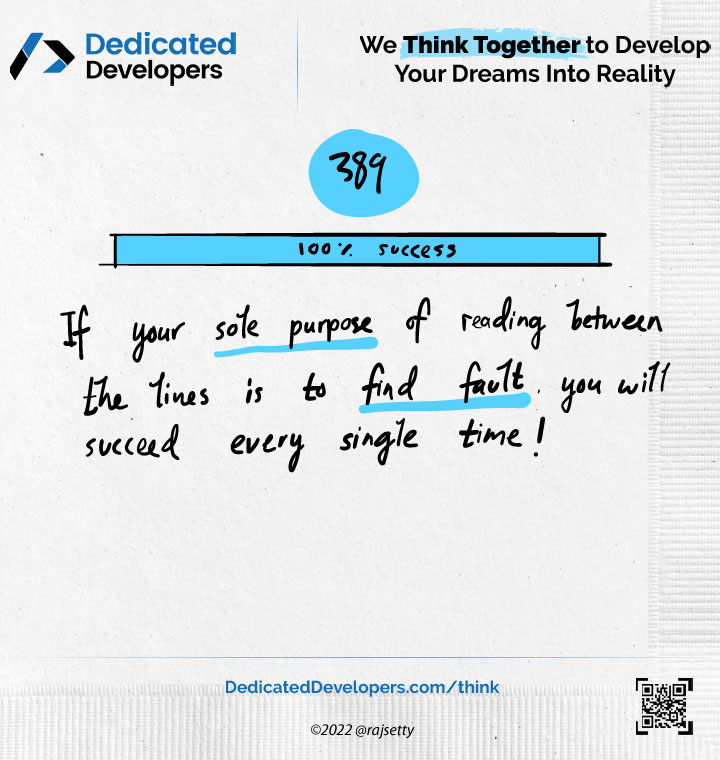 Dedicated
Developers
We Think Together to Develop
Your Dreams Into Reality
389
100% success
If your sole purpose of reading between
the lines is to find fault, you will
succeed every single time!
DedicatedDevelopers.com/think
©2022 @rajsetty